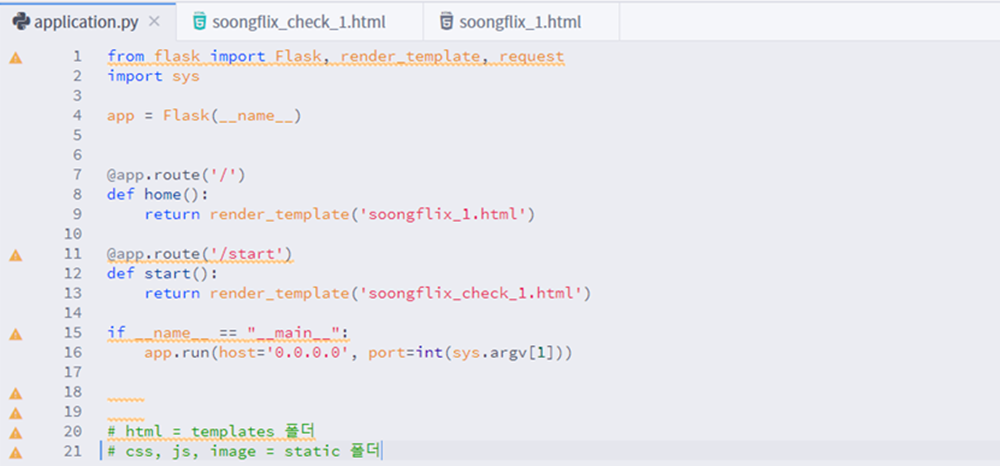 application.py × soongflix_check_1.html soongflix_1.html
1 from flask import Flask, render_template, request
2 import sys
3
4 app = Flask(__name__)
5
6
7 @app.route('/')
8 def home():
9     return render_template('soongflix_1.html')
10
11 @app.route('/start')
12 def start():
13     return render_template('soongflix_check_1.html')
14
15 if __name__ == "__main__":
16     app.run(host='0.0.0.0', port=int(sys.argv[1]))
17
18
19
20 # html = templates 폴더
21 # css, js, image = static 폴더